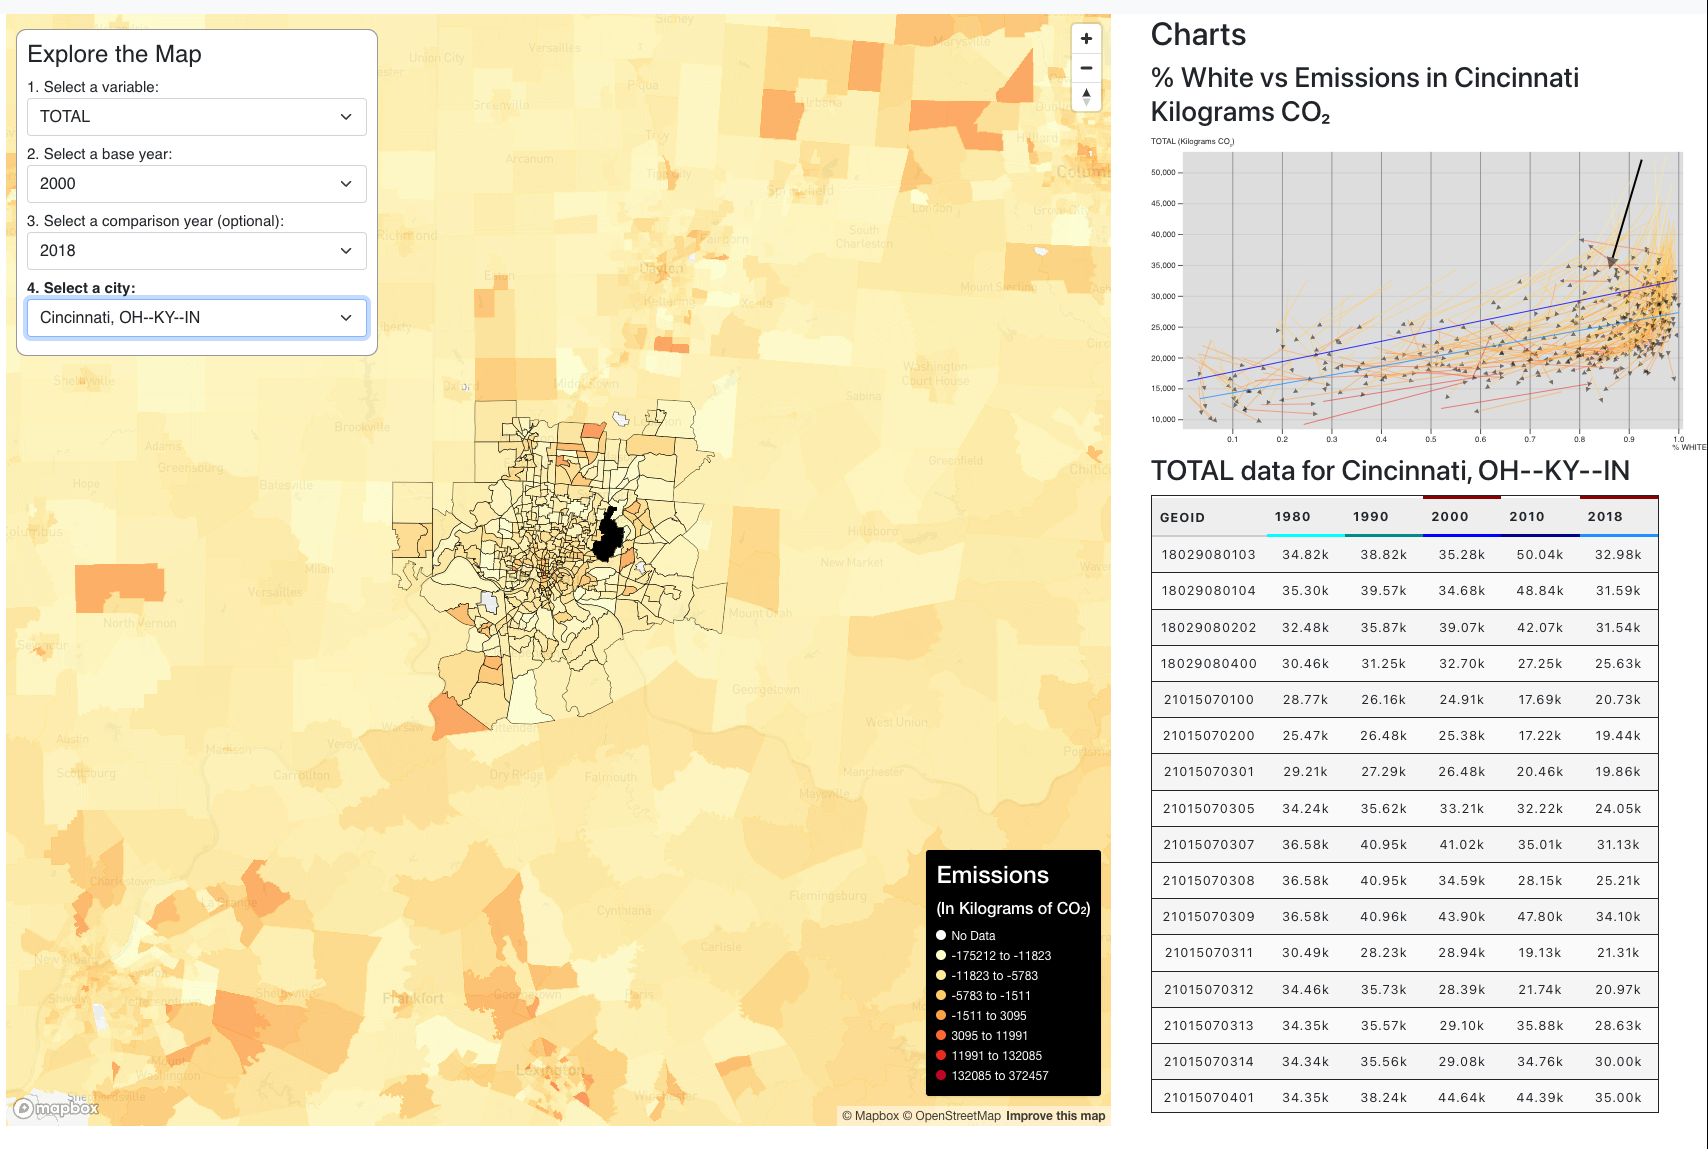 Explore the Map
1. Select a variable:
TOTAL
2. Select a base year:
2000
3. Select a comparison year (optional):
2018
4. Select a city:
Cincinnati, OH--KY--IN
Sidney
Versailles
Union City
Piqua
Greenville
Marysville
Urbana
Troy
Arcanum
Tipp City
Springfield
London
Grove City
Richmond
Fairborn
South
Charleston
Dayton
Eaton
Kettering
Xenia
Mount Sterling
Shelbyville
Middletown
Washington
Court House
Sabina
Brookville
Adams
Greensburg
Greenfield
Hope
Batesville
Columbus
Hillsboro
Milan
New Market
Versailles
Mount Orab
North Vernon
Seymour
Georgetown
Warsaw
West Union
Austin
Madison
Vevay
Scottsburg
Carrollton
Dry Ridge
Falmouth
Manchester
Maysville
Charlestown
La Grange
Flemingsburg
Cynthiana
Carlisle
New Albany
Shively
Jeffersontown
Shelbyville
Frankfort
Georgetown
Paris
Mount
Washington
Lexington
Winchester
Shepherdsville
Emissions
(In Kilograms of CO₂)
No Data
-175212 to -11823
-11823 to -5783
-5783 to -1511
-1511 to 3095
3095 to 11991
11991 to 132085
132085 to 372457
mapbox
© Mapbox © OpenStreetMap Improve this map
Charts
% White vs Emissions in Cincinnati
Kilograms CO₂
TOTAL (Kilograms CO₂)
50,000
45,000
40,000
35,000
30,000
25,000
20,000
15,000
10,000
0.1 0.2 0.3 0.4 0.5 0.6 0.7 0.8 0.9 1.0
% WHITE
TOTAL data for Cincinnati, OH--KY--IN
GEOID 1980 1990 2000 2010 2018
18029080103 34.82k 38.82k 35.28k 50.04k 32.98k
18029080104 35.30k 39.57k 34.68k 48.84k 31.59k
18029080202 32.48k 35.87k 39.07k 42.07k 31.54k
18029080400 30.46k 31.25k 32.70k 27.25k 25.63k
21015070100 28.77k 26.16k 24.91k 17.69k 20.73k
21015070200 25.47k 26.48k 25.38k 17.22k 19.44k
21015070301 29.21k 27.29k 26.48k 20.46k 19.86k
21015070305 34.24k 35.62k 33.21k 32.22k 24.05k
21015070307 36.58k 40.95k 41.02k 35.01k 31.13k
21015070308 36.58k 40.95k 34.59k 28.15k 25.21k
21015070309 36.58k 40.96k 43.90k 47.80k 34.10k
21015070311 30.49k 28.23k 28.94k 19.13k 21.31k
21015070312 34.46k 35.73k 28.39k 21.74k 20.97k
21015070313 34.35k 35.57k 29.10k 35.88k 28.63k
21015070314 34.34k 35.56k 29.08k 34.76k 30.00k
21015070401 34.35k 38.24k 44.64k 44.39k 35.00k